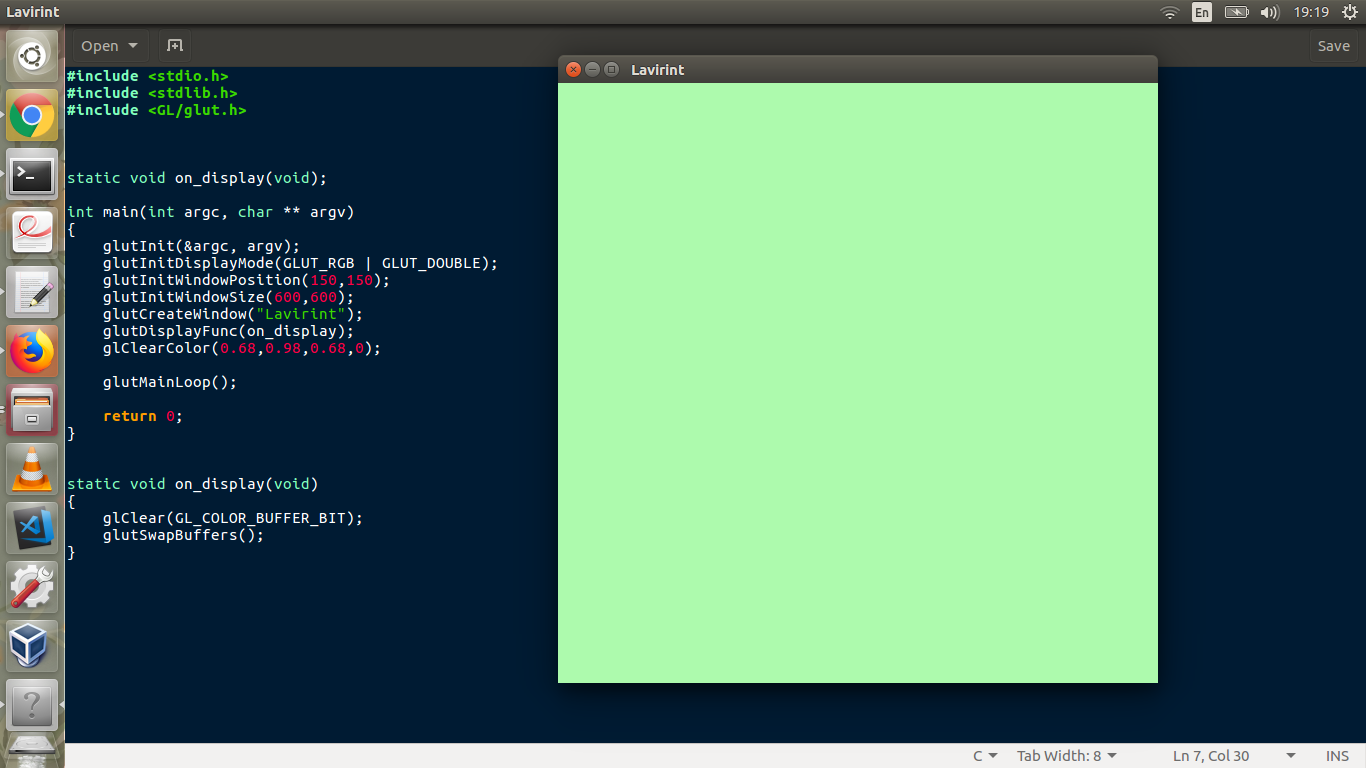 Lavirint
En
19:19
Open
Save
#include <stdio.h>
#include <stdlib.h>
#include <GL/glut.h>
static void on_display(void);
int main(int argc, char ** argv)
{
    glutInit(&argc, argv);
    glutInitDisplayMode(GLUT_RGB | GLUT_DOUBLE);
    glutInitWindowPosition(150,150);
    glutInitWindowSize(600,600);
    glutCreateWindow("Lavirint");
    glutDisplayFunc(on_display);
    glClearColor(0.68,0.98,0.68,0);
    glutMainLoop();
    return 0;
}
static void on_display(void)
{
    glClear(GL_COLOR_BUFFER_BIT);
    glutSwapBuffers();
}
Lavirint
C
Tab Width: 8
Ln 7, Col 30
INS